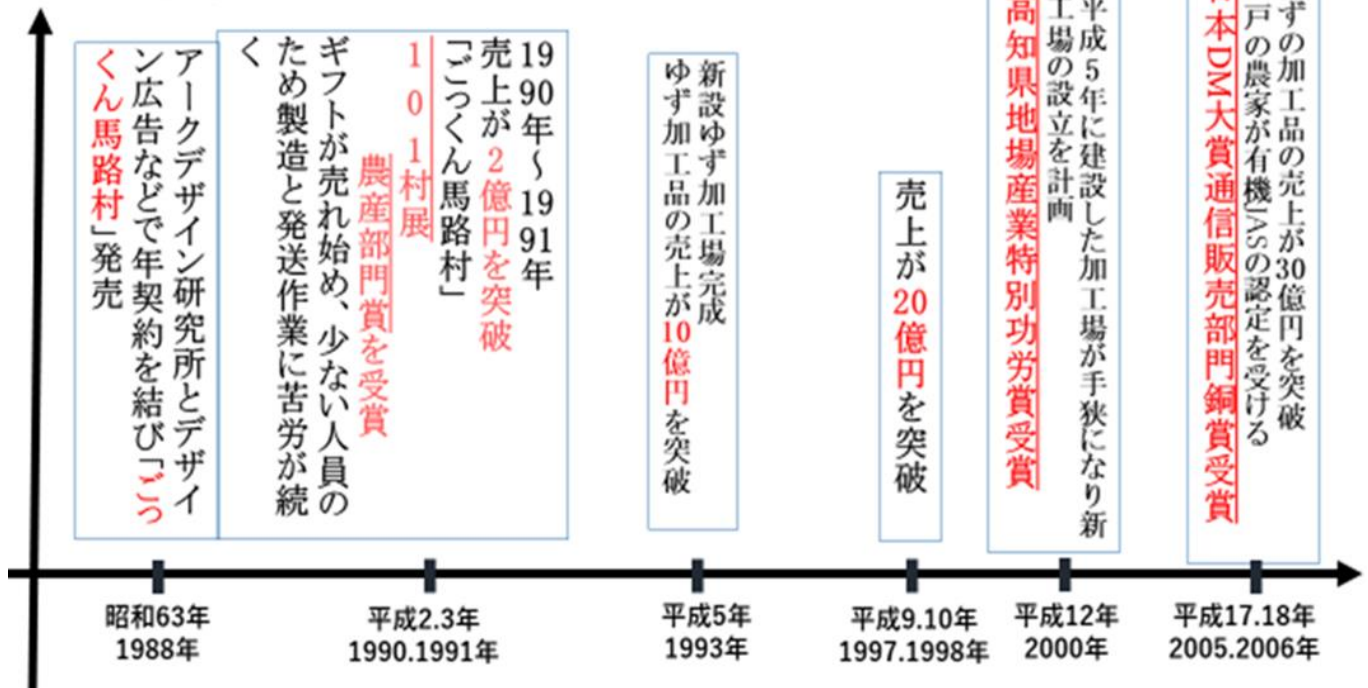 アークデザイン研究所とデザイ
ン広告などで年契約を結び「ごっ
くん馬路村」発売
1990年～1991年
売上が2億円を突破
「ごっくん馬路村」
101村展
農産部門賞を受賞
ギフトが売れ始め、少ない人員の
ため製造と発送作業に苦労が続
く
新設ゆず加工場完成
ゆず加工品の売上が10億円を突破
売上が20億円を突破
平成5年に建設した加工場が手狭になり新
工場の設立を計画
高知県地場産業特別功労賞受賞
ずの加工品の売上が30億円を突破
戸の農家が有機JASの認定を受ける
本DM大賞通信販売部門銅賞受賞
昭和63年
1988年
平成2.3年
1990.1991年
平成5年
1993年
平成9.10年
1997.1998年
平成12年
2000年
平成17.18年
2005.2006年